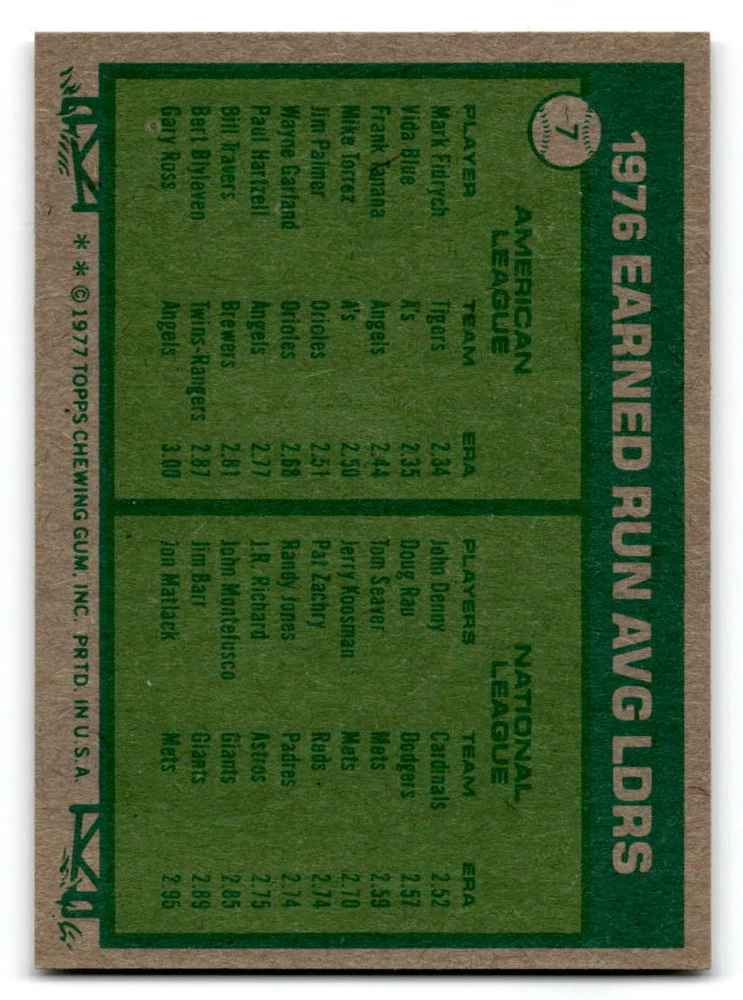 7
1976 EARNED RUN AVG LDRS
AMERICAN
LEAGUE
PLAYER TEAM ERA
Mark Fidrych Tigers 2.34
Vida Blue A's 2.35
Frank Tanana Angels 2.44
Mike Torrez A's 2.50
Jim Palmer Orioles 2.51
Wayne Garland Orioles 2.68
Paul Hartzell Angels 2.77
Bill Travers Brewers 2.81
Bert Blyleven Twins-Rangers 2.87
Gary Ross Angels 3.00
NATIONAL
LEAGUE
PLAYERS TEAM ERA
John Denny Cardinals 2.52
Doug Rau Dodgers 2.57
Tom Seaver Mets 2.59
Jerry Koosman Mets 2.70
Pat Zachry Reds 2.74
Randy Jones Padres 2.74
J.R. Richard Astros 2.75
John Montefusco Giants 2.85
Jim Barr Giants 2.89
Jon Matlack Mets 2.95
* * © 1977 TOPPS CHEWING GUM, INC. PRTD. IN U.S.A.